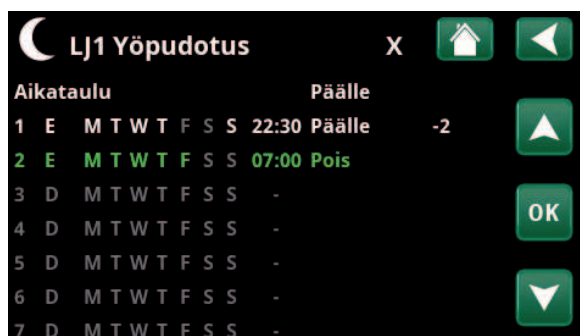 LJ1 Yöpudotus X
Aikataulu Päälle
1 E M T W T F S S 22:30 Päälle -2
2 E M T W T F S S 07:00 Pois
3 D M T W T F S S -
4 D M T W T F S S -
OK
5 D M T W T F S S -
6 D M T W T F S S -
7 D M T W T F S S -